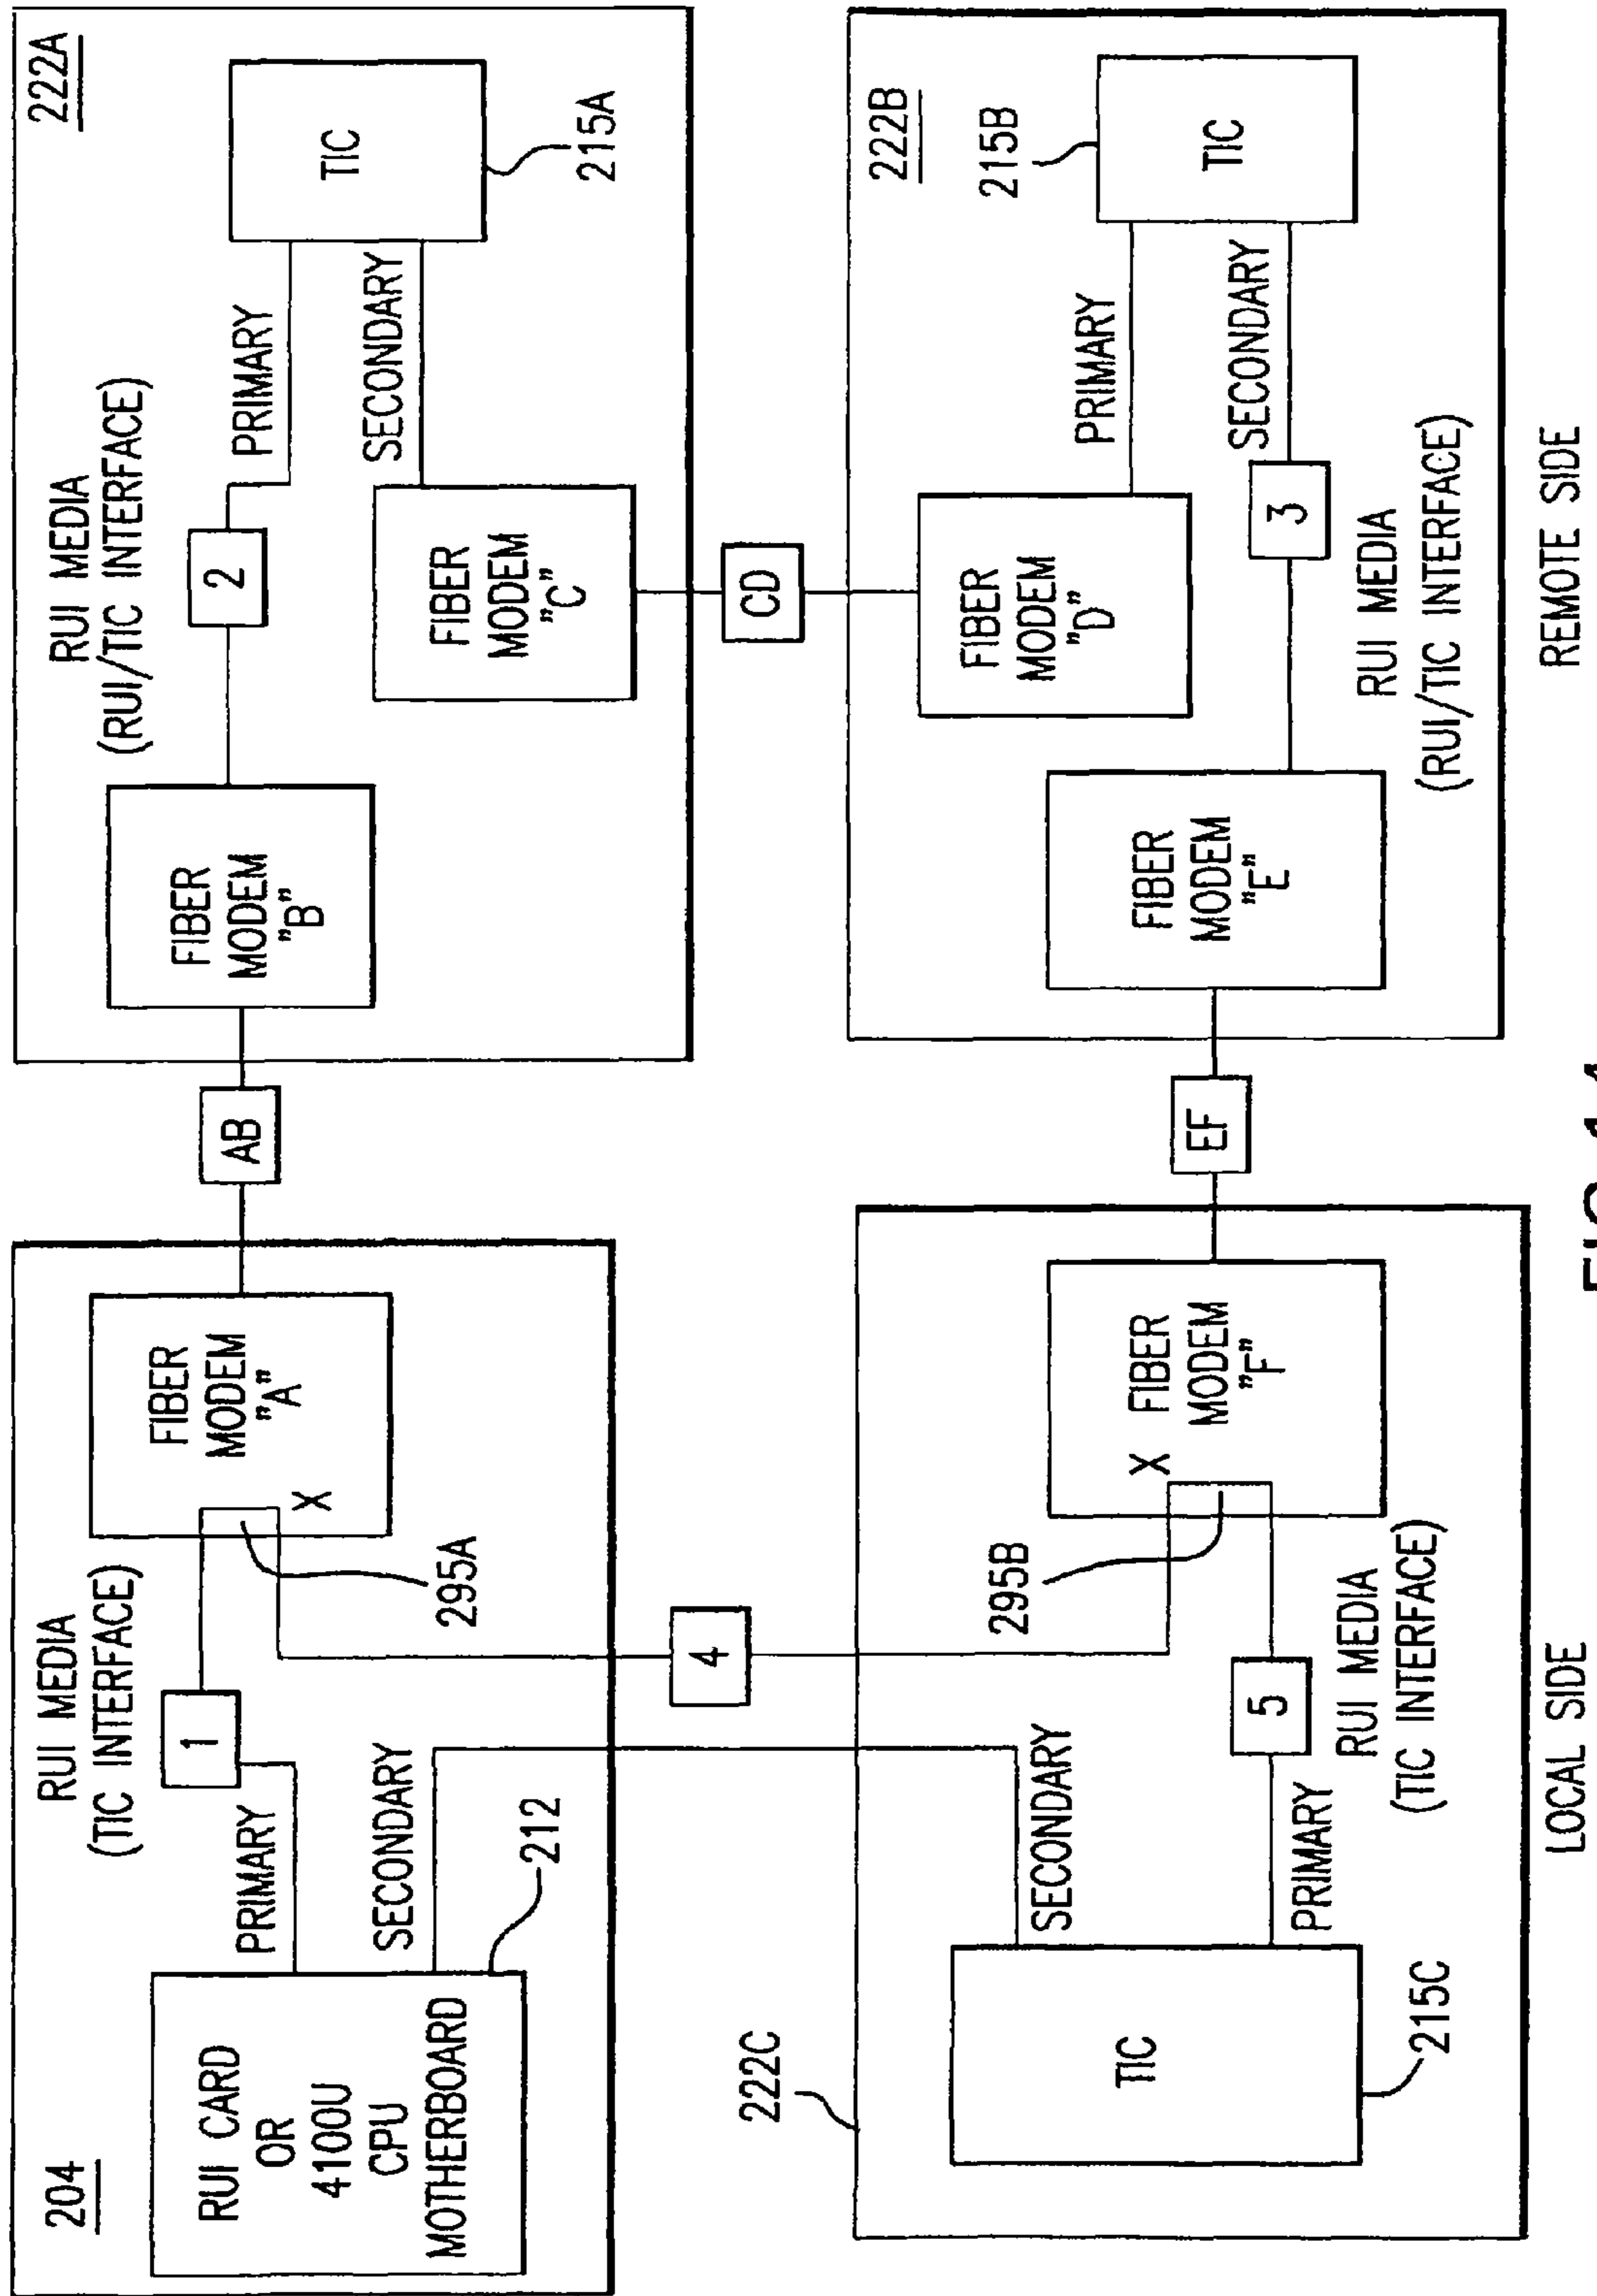 204
RUI CARD
OR
4100U
CPU
MOTHERBOARD
212
PRIMARY
SECONDARY
1
RUI MEDIA
(TIC INTERFACE)
295A
FIBER
MODEM
"A"
X
AB
222A
FIBER
MODEM
"B"
RUI MEDIA
(RUI/TIC INTERFACE)
2
PRIMARY
SECONDARY
FIBER
MODEM
"C"
TIC
215A
4
CD
222C
TIC
215C
SECONDARY
PRIMARY
5
RUI MEDIA
(TIC INTERFACE)
295B
X
FIBER
MODEM
"F"
EF
222B
FIBER
MODEM
"E"
FIBER
MODEM
"D"
PRIMARY
SECONDARY
3
RUI MEDIA
(RUI/TIC INTERFACE)
215B
TIC
LOCAL SIDE
REMOTE SIDE